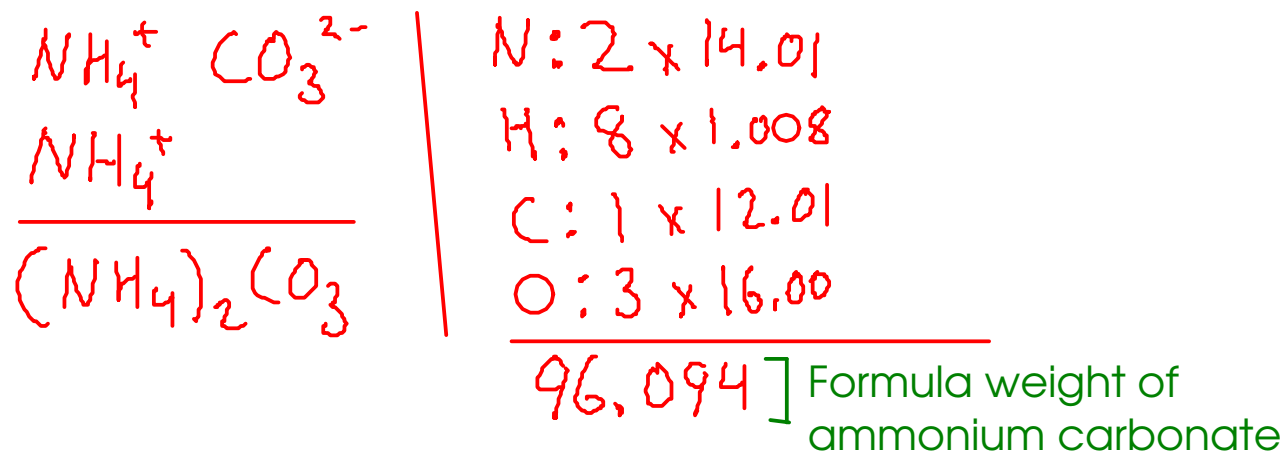 NH₄⁺ CO₃²⁻
NH₄⁺
(NH₄)₂CO₃
N: 2 x 14.01
H: 8 x 1.008
C: 1 x 12.01
O: 3 x 16.00
96.094
Formula weight of
ammonium carbonate